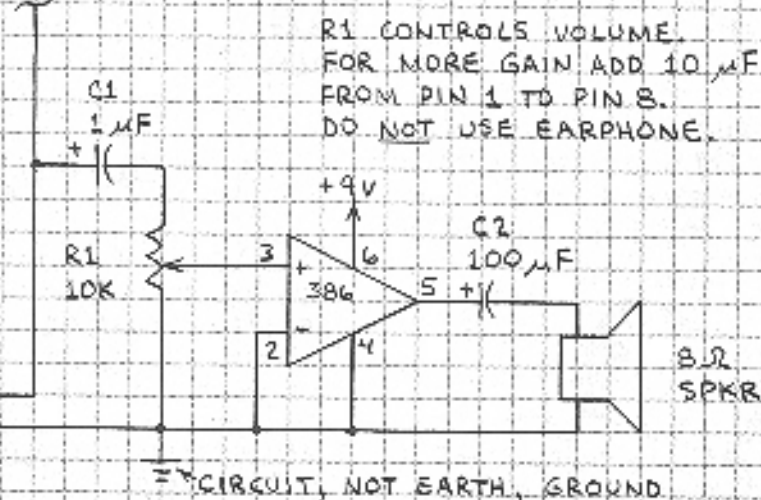 R1 CONTROLS VOLUME.
FOR MORE GAIN ADD 10 µF
FROM PIN 1 TO PIN 8.
DO NOT USE EARPHONE.
C1
1 µF
+
+9V
R1
10K
3
+
6
386
5
C2
100 µF
+
2
-
4
8Ω
SPKR
CIRCUIT, NOT EARTH, GROUND